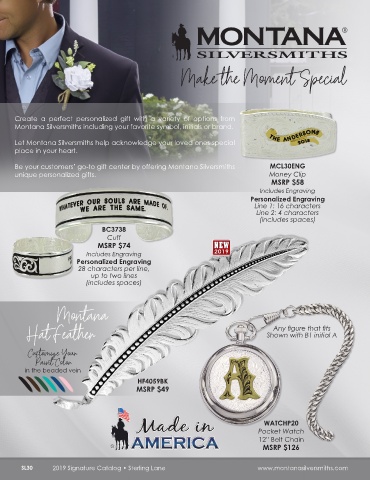 MONTANA®
SILVERSMITHS
Make the Moment Special
Create a perfect personalized gift with a variety of options from
Montana Silversmiths including your favorite symbol, initials or brand.
Let Montana Silversmiths help acknowledge your loved ones special
place in your heart.
Be your customers' go-to gift center by offering Montana Silversmiths
unique personalized gifts.
THE ANDERSONS
2018
MCL30ENG
Money Clip
MSRP $58
Includes Engraving
Personalized Engraving
Line 1: 16 characters
Line 2: 4 characters
(includes spaces)
WHATEVER OUR SOULS ARE MADE OF,
WE ARE THE SAME.
BC3738
Cuff
MSRP $74
Includes Engraving
Personalized Engraving
28 characters per line,
up to two lines
(includes spaces)
NEW
2019
Montana
Hat Feather
Customize Your
Paint Color
in the beaded vein
HF4059BK
MSRP $49
Any figure that fits
Shown with B1 Initial A
A
WATCHP20
Pocket Watch
12" Belt Chain
MSRP $126
Made in
AMERICA
SL30
2019 Signature Catalog • Sterling Lane
www.montanasilversmiths.com